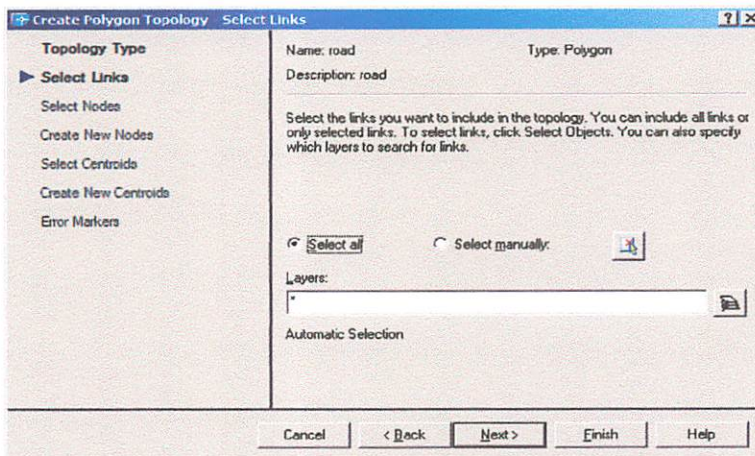 Create Polygon Topology - Select Links
Topology Type
Select Links
Select Nodes
Create New Nodes
Select Centroids
Create New Centroids
Error Markers
Name: road Type: Polygon
Description: road
Select the links you want to include in the topology. You can include all links or
only selected links. To select links, click Select Objects. You can also specify
which layers to search for links.
Select all Select manually:
Layers:
*
Automatic Selection
Cancel < Back Next > Finish Help